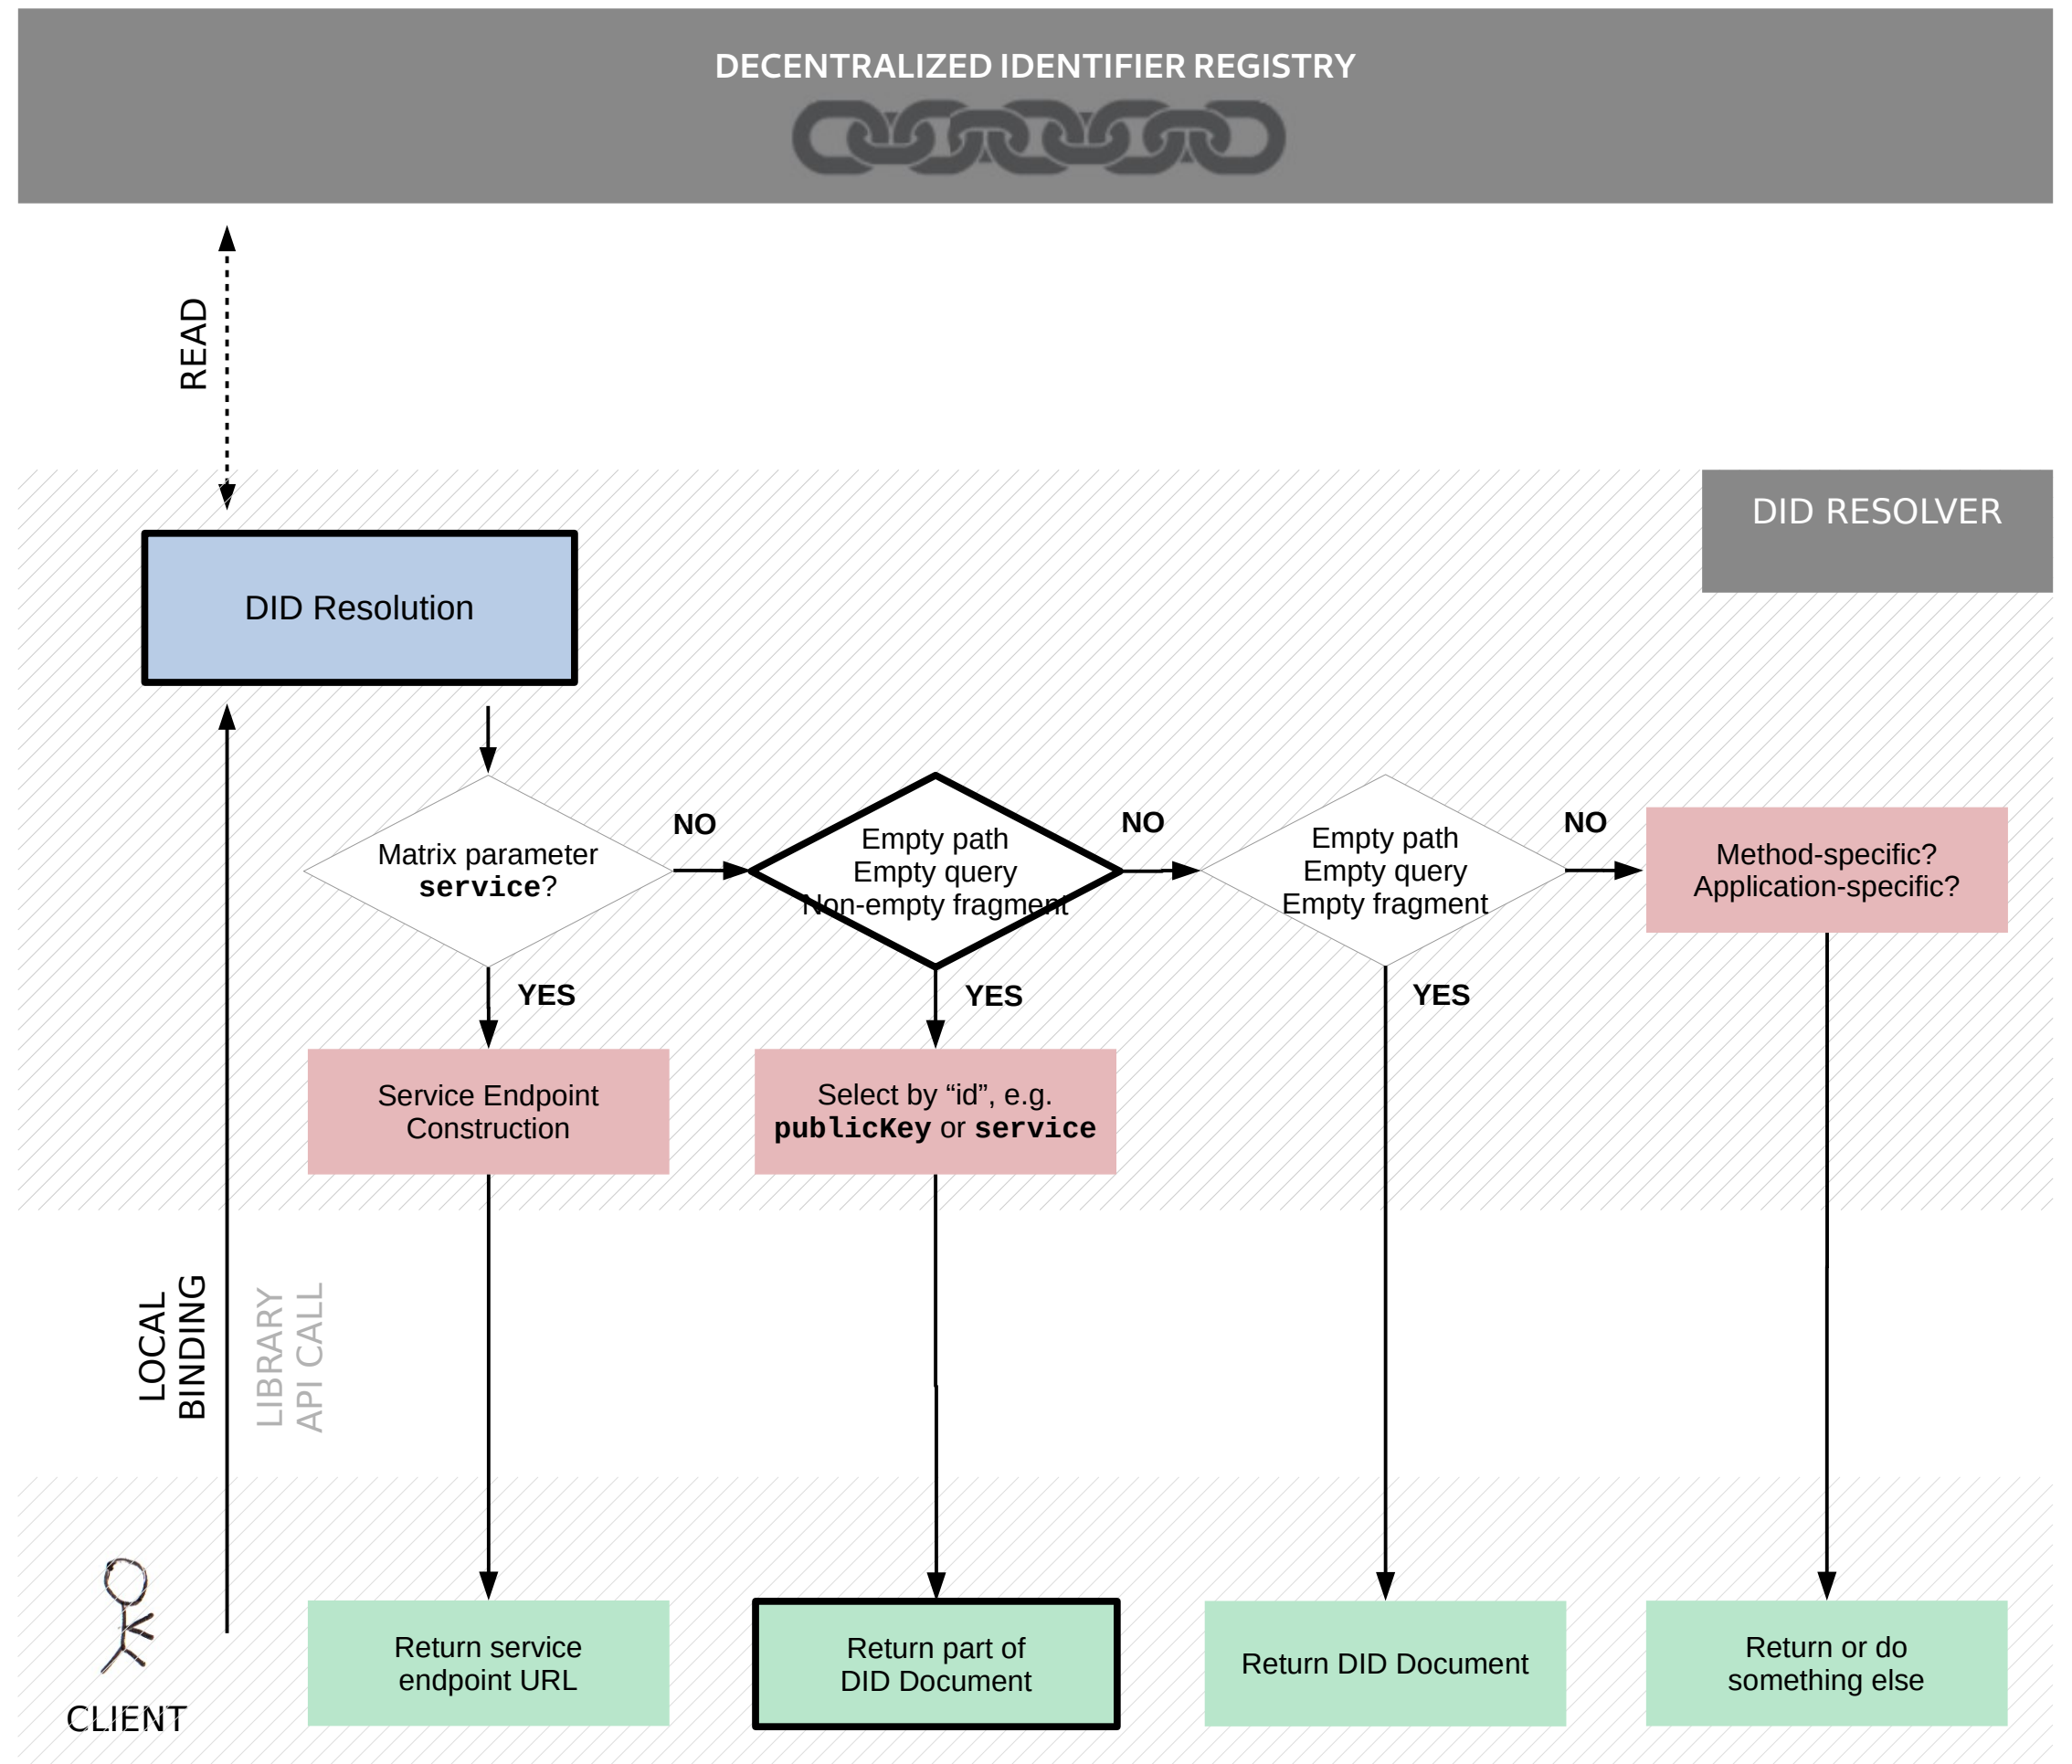 DECENTRALIZED IDENTIFIER REGISTRY
READ
DID RESOLVER
DID Resolution
Matrix parameter
service?
NO
Empty path
Empty query
Non-empty fragment
NO
Empty path
Empty query
Empty fragment
NO
Method-specific?
Application-specific?
YES
YES
YES
Service Endpoint
Construction
Select by “id”, e.g.
publicKey or service
LOCAL
BINDING
LIBRARY
API CALL
CLIENT
Return service
endpoint URL
Return part of
DID Document
Return DID Document
Return or do
something else